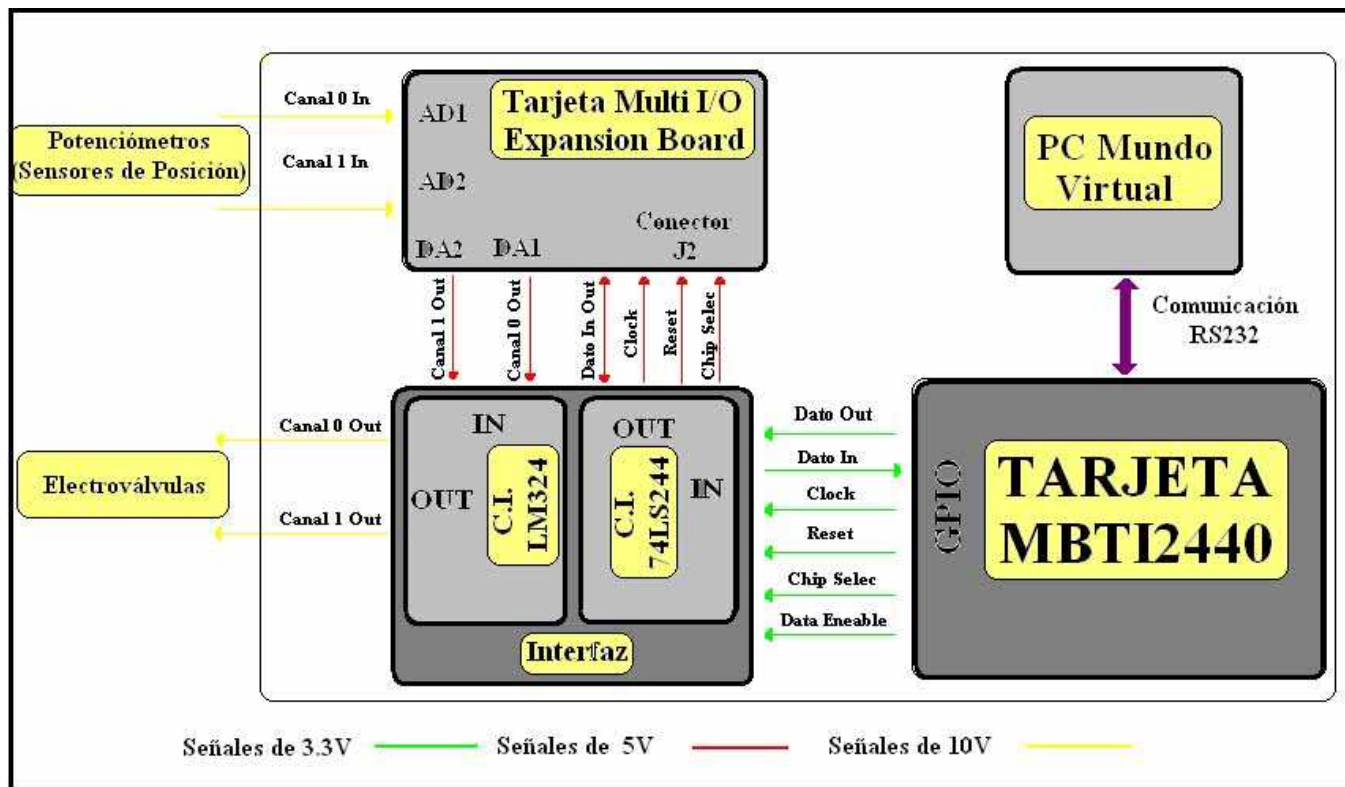 Canal 0 In
Potenciómetros
(Sensores de Posición)
Canal 1 In
AD1
Tarjeta Multi I/O
Expansion Board
AD2
Conector
J2
DA2
DA1
PC Mundo
Virtual
Canal 1 Out
Canal 0 Out
Dato In Out
Clock
Reset
Chip Selec
Comunicación
RS232
Canal 0 Out
Electroválvulas
Canal 1 Out
IN
OUT
C.I.
LM324
OUT
IN
C.I.
74LS244
Interfaz
Dato Out
Dato In
Clock
Reset
Chip Selec
Data Eneable
GPIO
TARJETA
MBTI2440
Señales de 3.3V
Señales de 5V
Señales de 10V